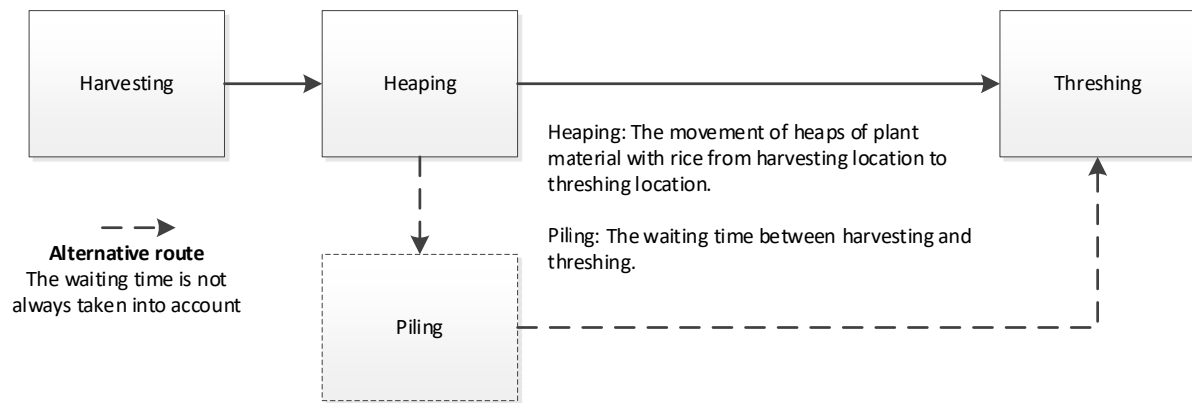 Harvesting
Heaping
Threshing
Heaping: The movement of heaps of plant
material with rice from harvesting location to
threshing location.
Piling: The waiting time between harvesting and
threshing.
Alternative route
The waiting time is not
always taken into account
Piling